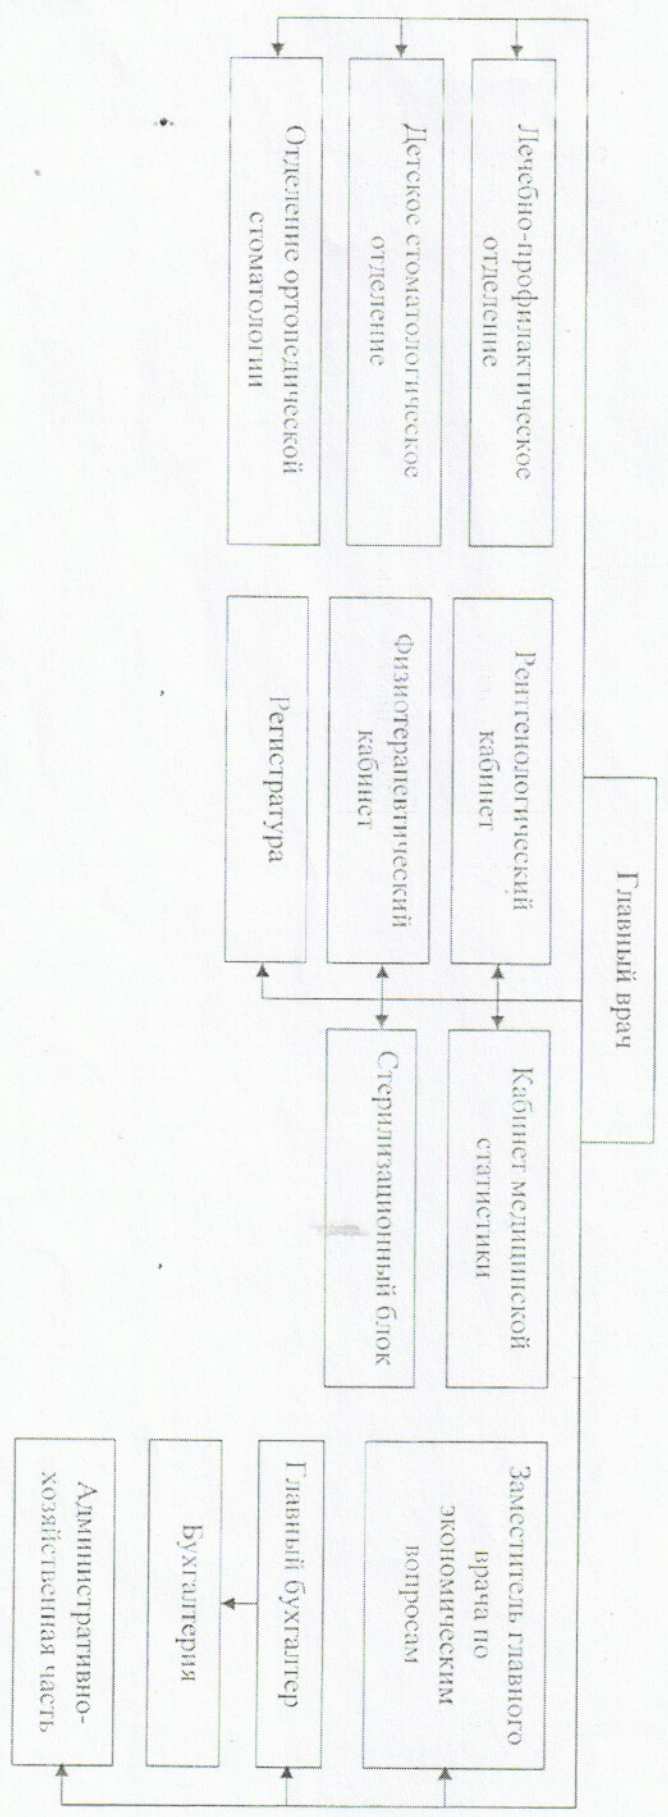 Главный врач
Лечебно-профилактическое
отделение
Детское стоматологическое
отделение
Отделение ортопедической
стоматологии
Рентгенологический
кабинет
Физиотерапевтический
кабинет
Регистратура
Кабинет медицинской
статистики
Стерилизационный блок
Заместитель главного
врача по
экономическим
вопросам
Главный бухгалтер
Бухгалтерия
Административно-
хозяйственная часть